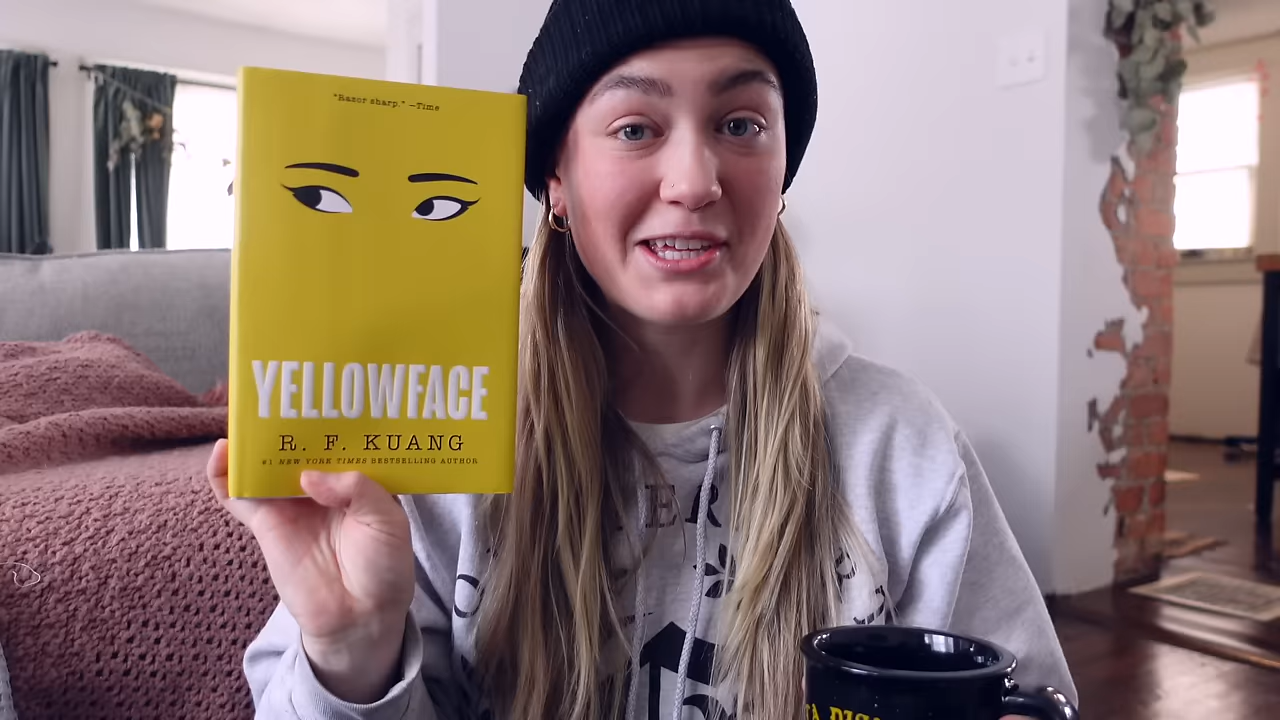 "Razor sharp." —Time
YELLOWFACE
R. F. KUANG
#1 NEW YORK TIMES BESTSELLING AUTHOR